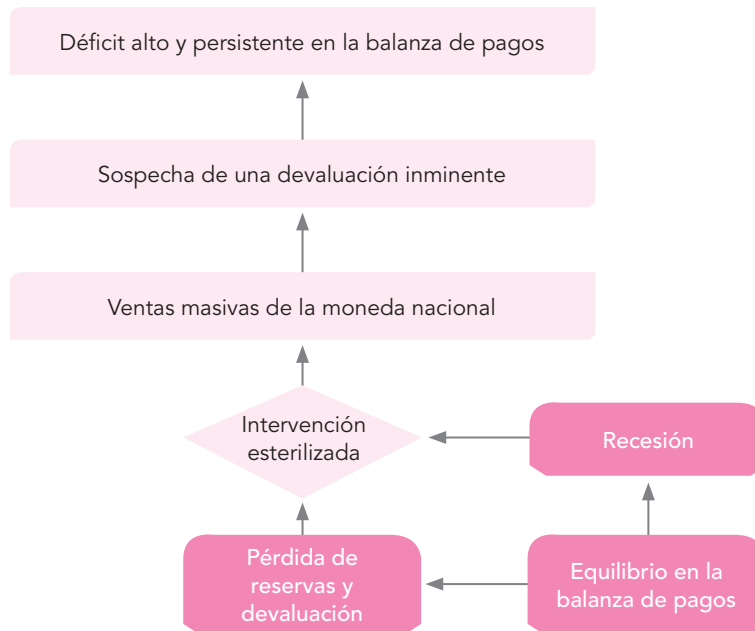 Déficit alto y persistente en la balanza de pagos
Sospecha de una devaluación inminente
Ventas masivas de la moneda nacional
Intervención
esterilizada
Recesión
Pérdida de
reservas y
devaluación
Equilibrio en la
balanza de pagos